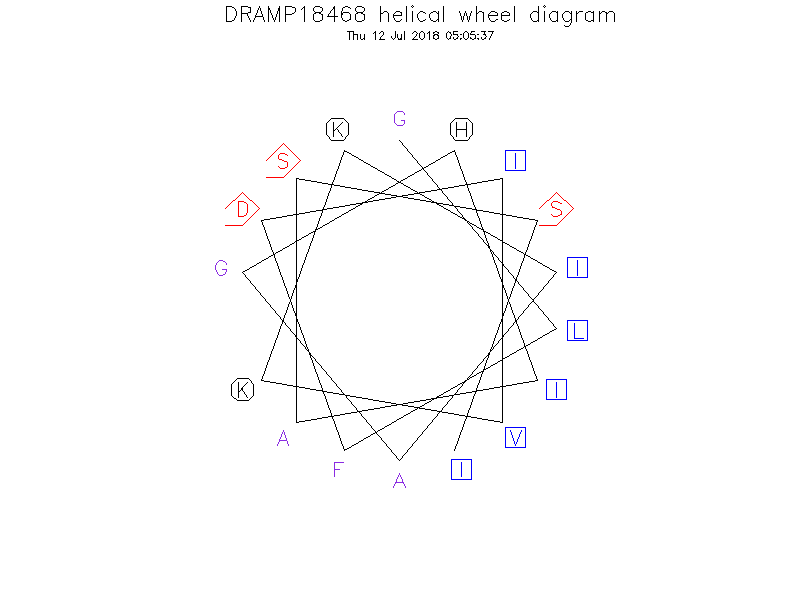 DRAMP18468 helical wheel diagram
Thu 12 Jul 2018 05:05:37
G
K H
S I
D S
G I
L
K I
A V
F I
A